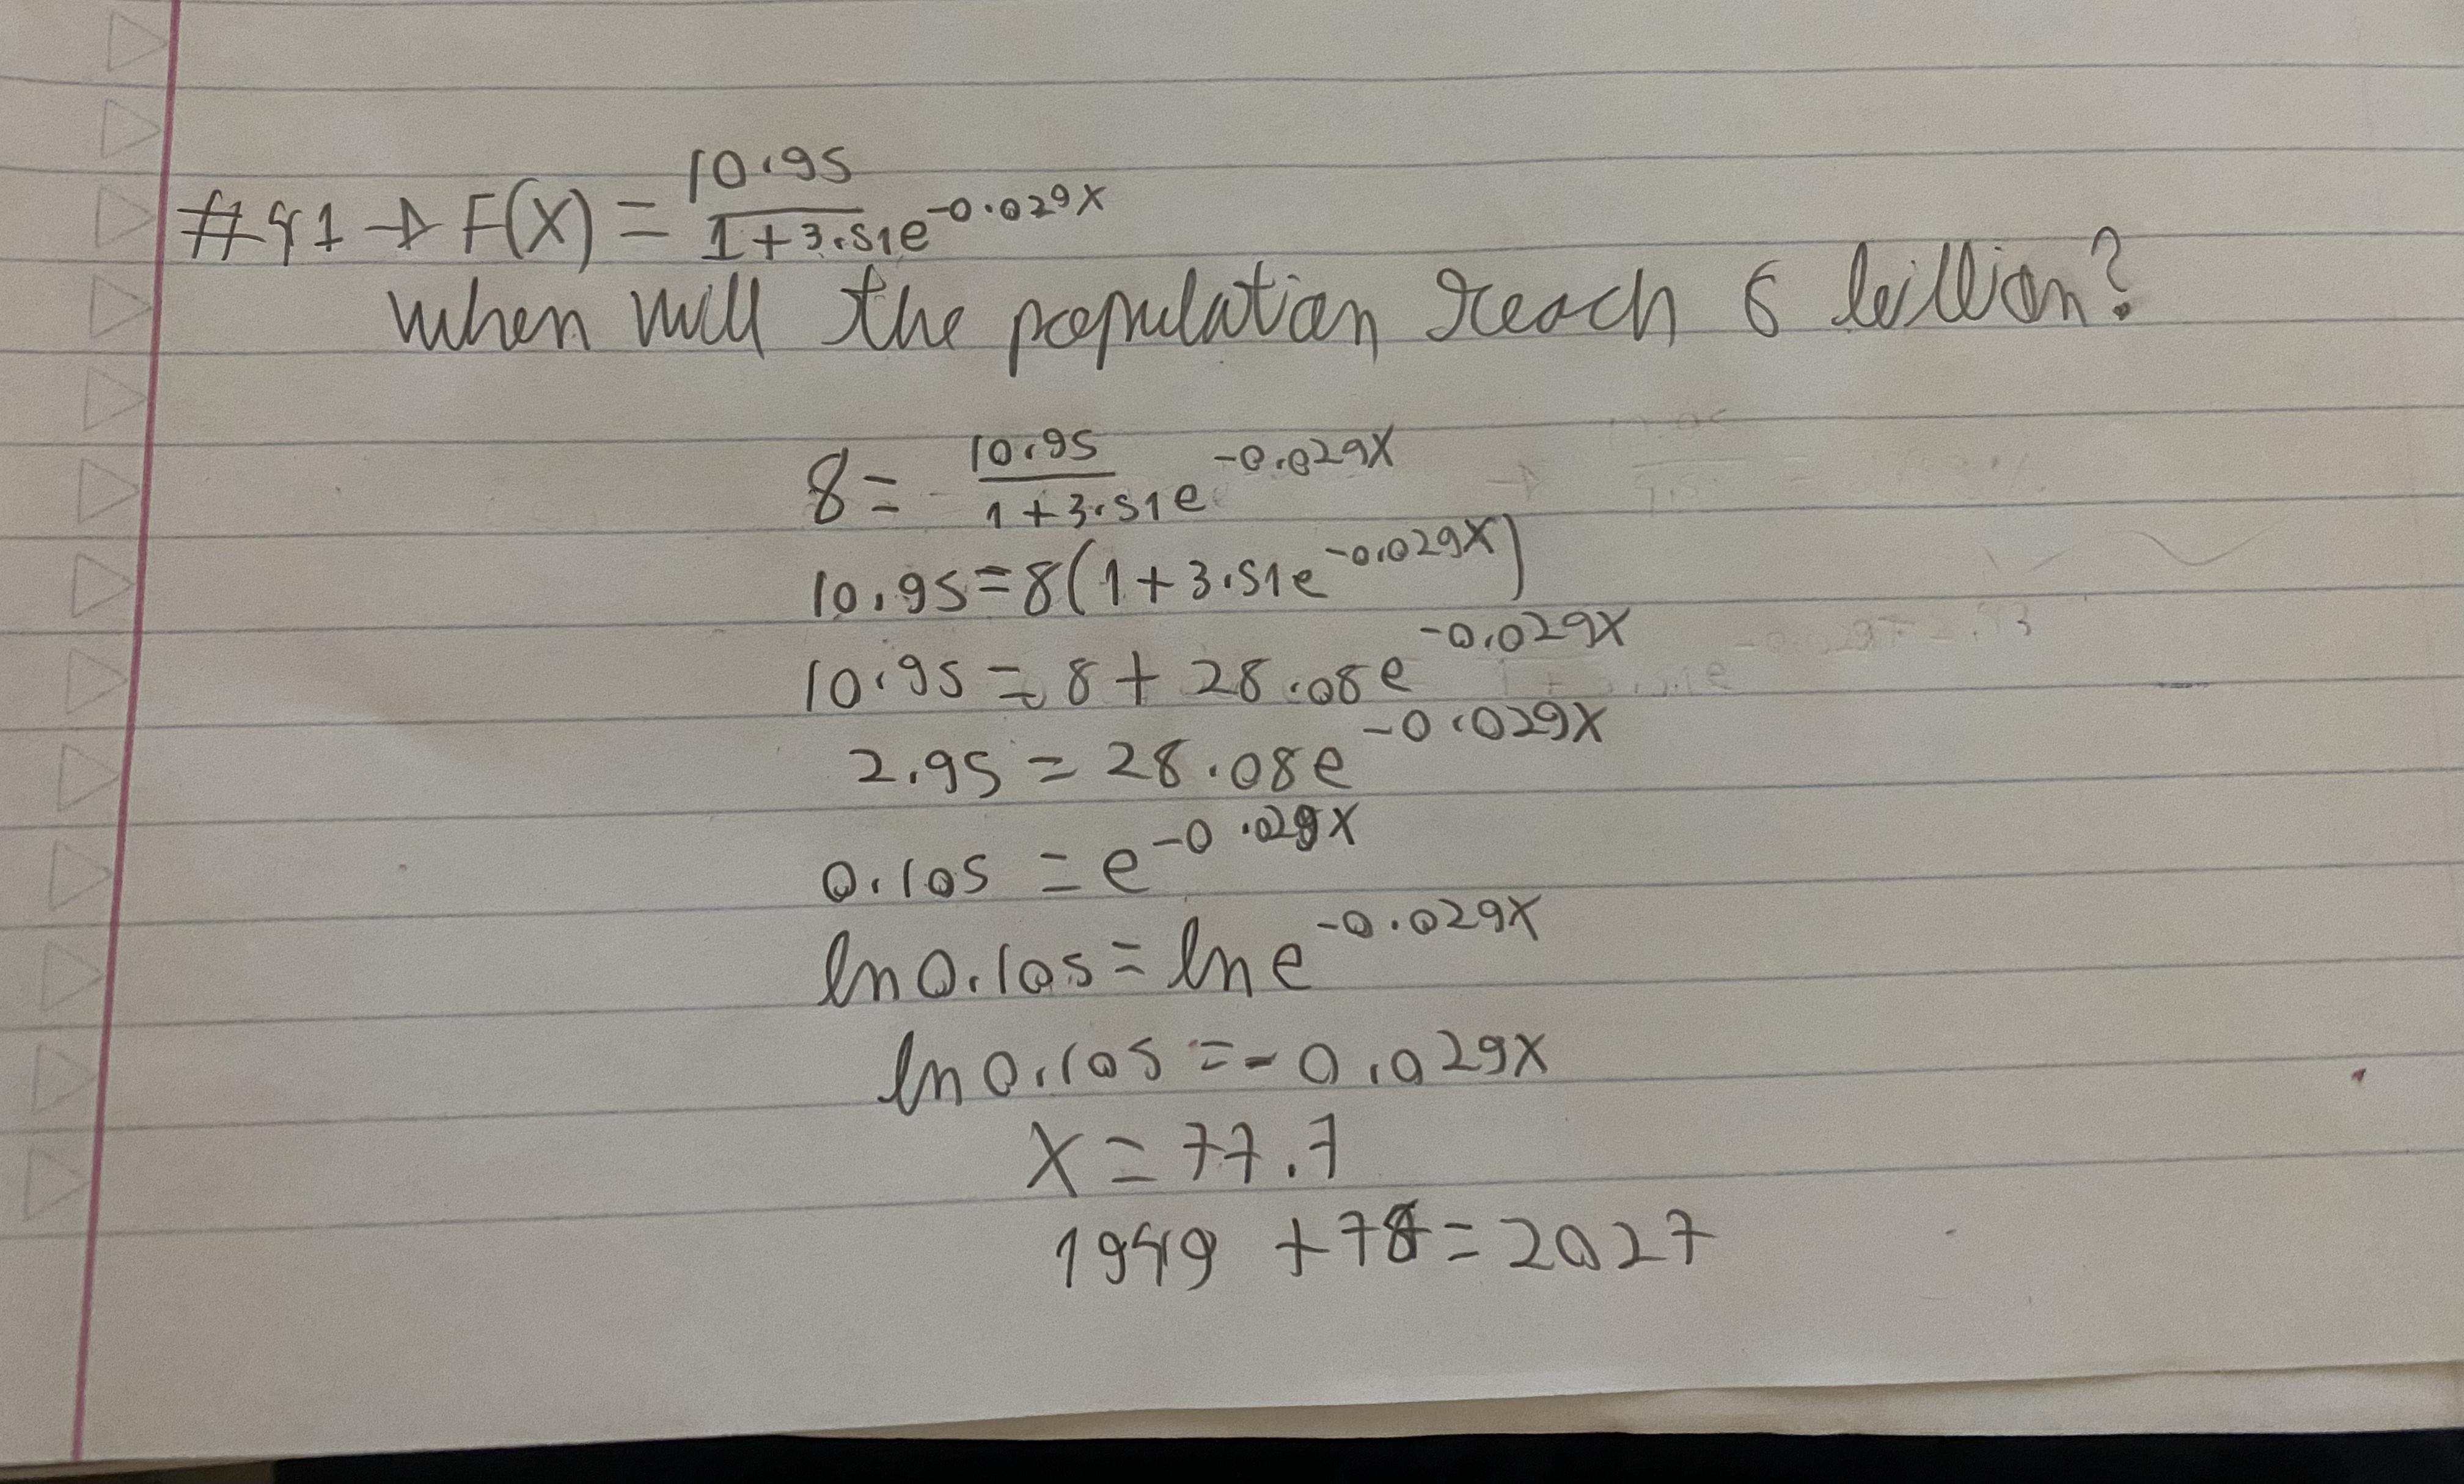 #41 → F(X) = 10.95 / 1+3.51e^-0.029X
when will the population reach 8 billion?
8 = 10.95 / 1+3.51e^-0.029X
10.95=8(1+3.51e^-0.029X)
10.95 = 8+ 28.08e^-0.029X
2.95 = 28.08e^-0.029X
0.105 = e^-0.029X
ln 0.105 = ln e^-0.029X
ln 0.105 = -0.029X
X = 77.7
1949 +78=2027